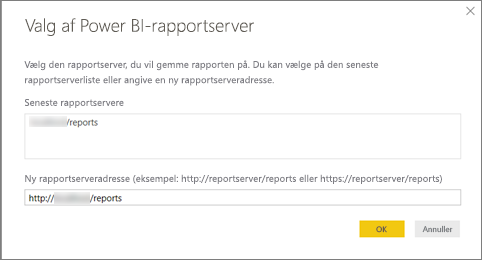 Valg af Power BI-rapportserver
Vælg den rapportserver, du vil gemme rapporten på. Du kan vælge på den seneste
rapportserverliste eller angive en ny rapportserveradresse.
Seneste rapportservere
/reports
Ny rapportserveradresse (eksempel: http://reportserver/reports eller https://reportserver/reports)
http:// /reports
OK
Annuller